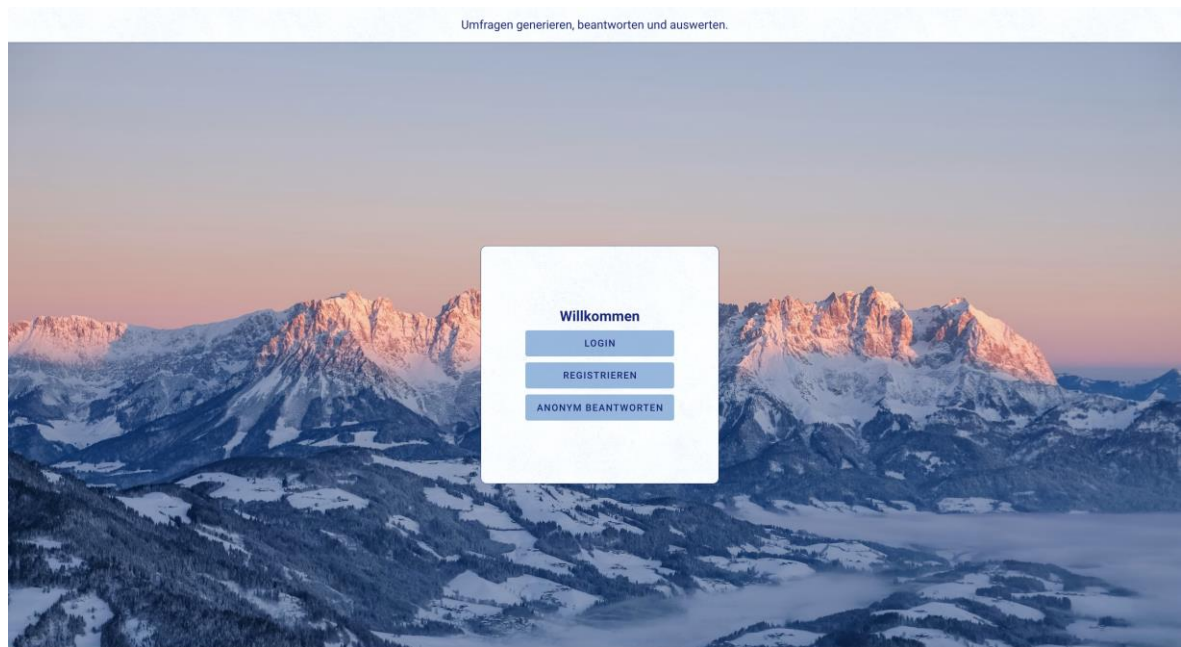 Umfragen generieren, beantworten und auswerten.
Willkommen
LOGIN
REGISTRIEREN
ANONYM BEANTWORTEN